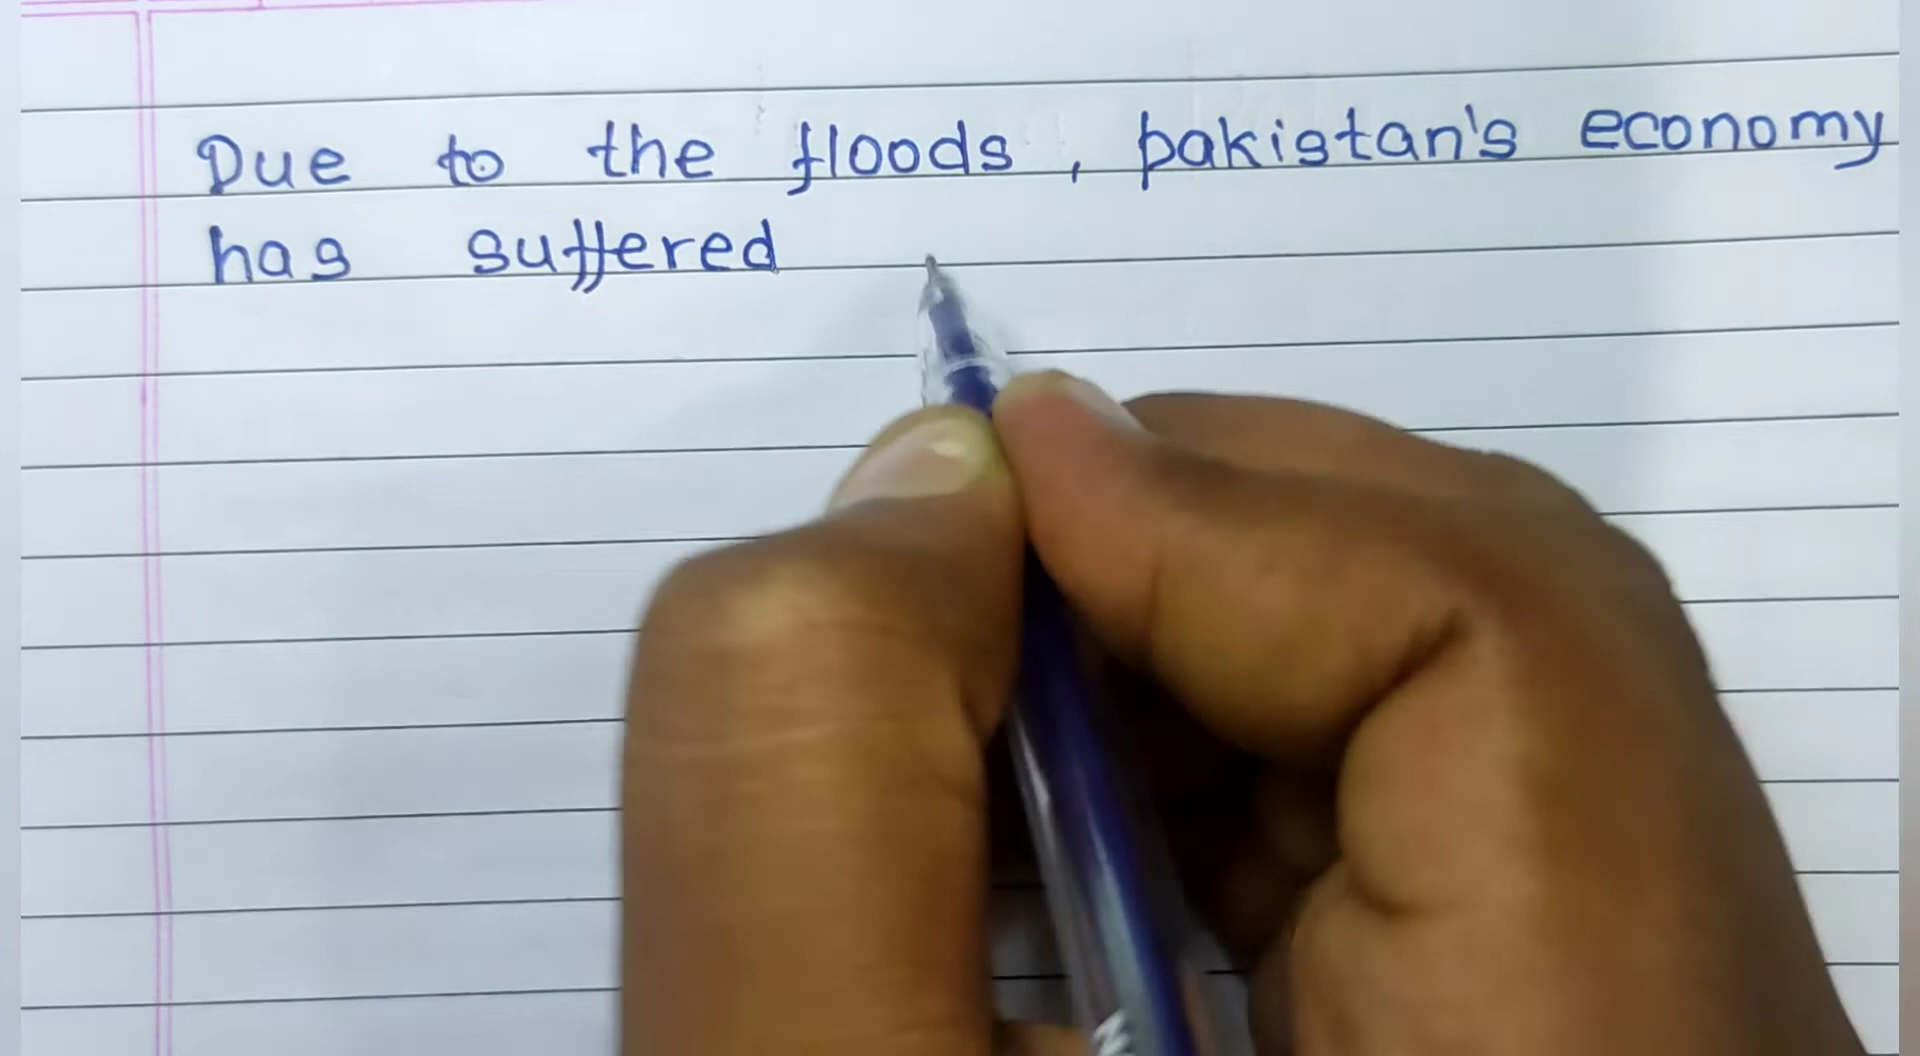 Due to the floods , pakistan's economy
has suffered
N